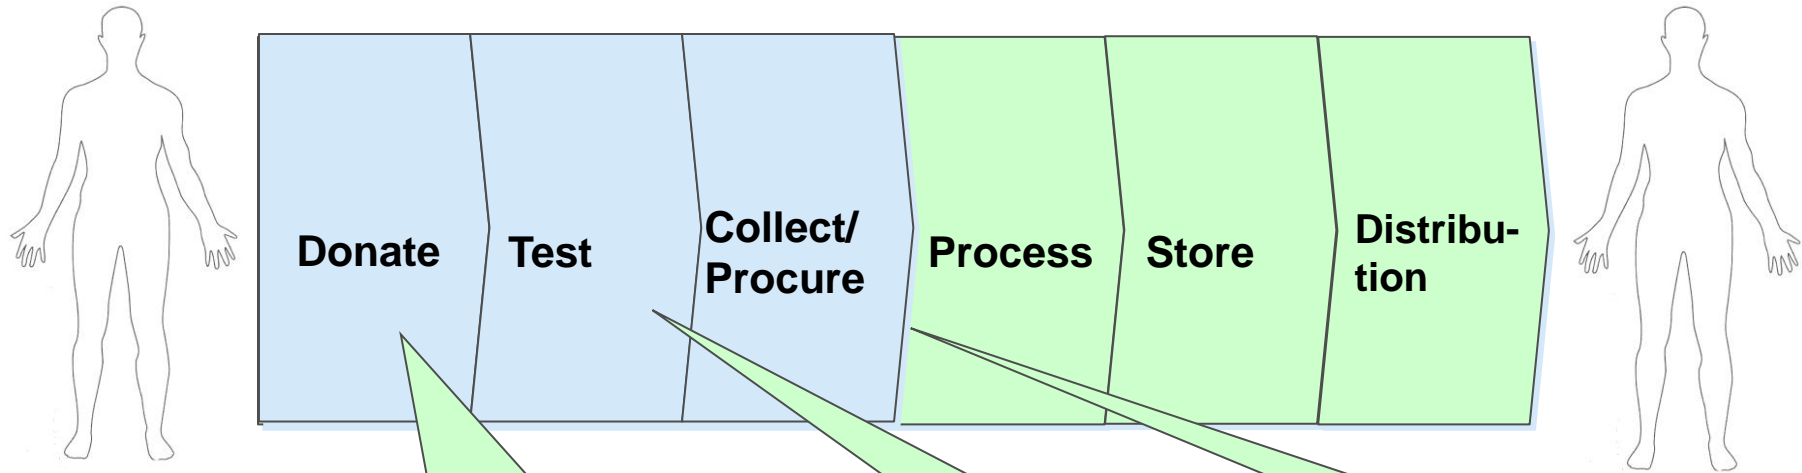 Donate
Test
Collect/
Procure
Process
Store
Distribu-
tion